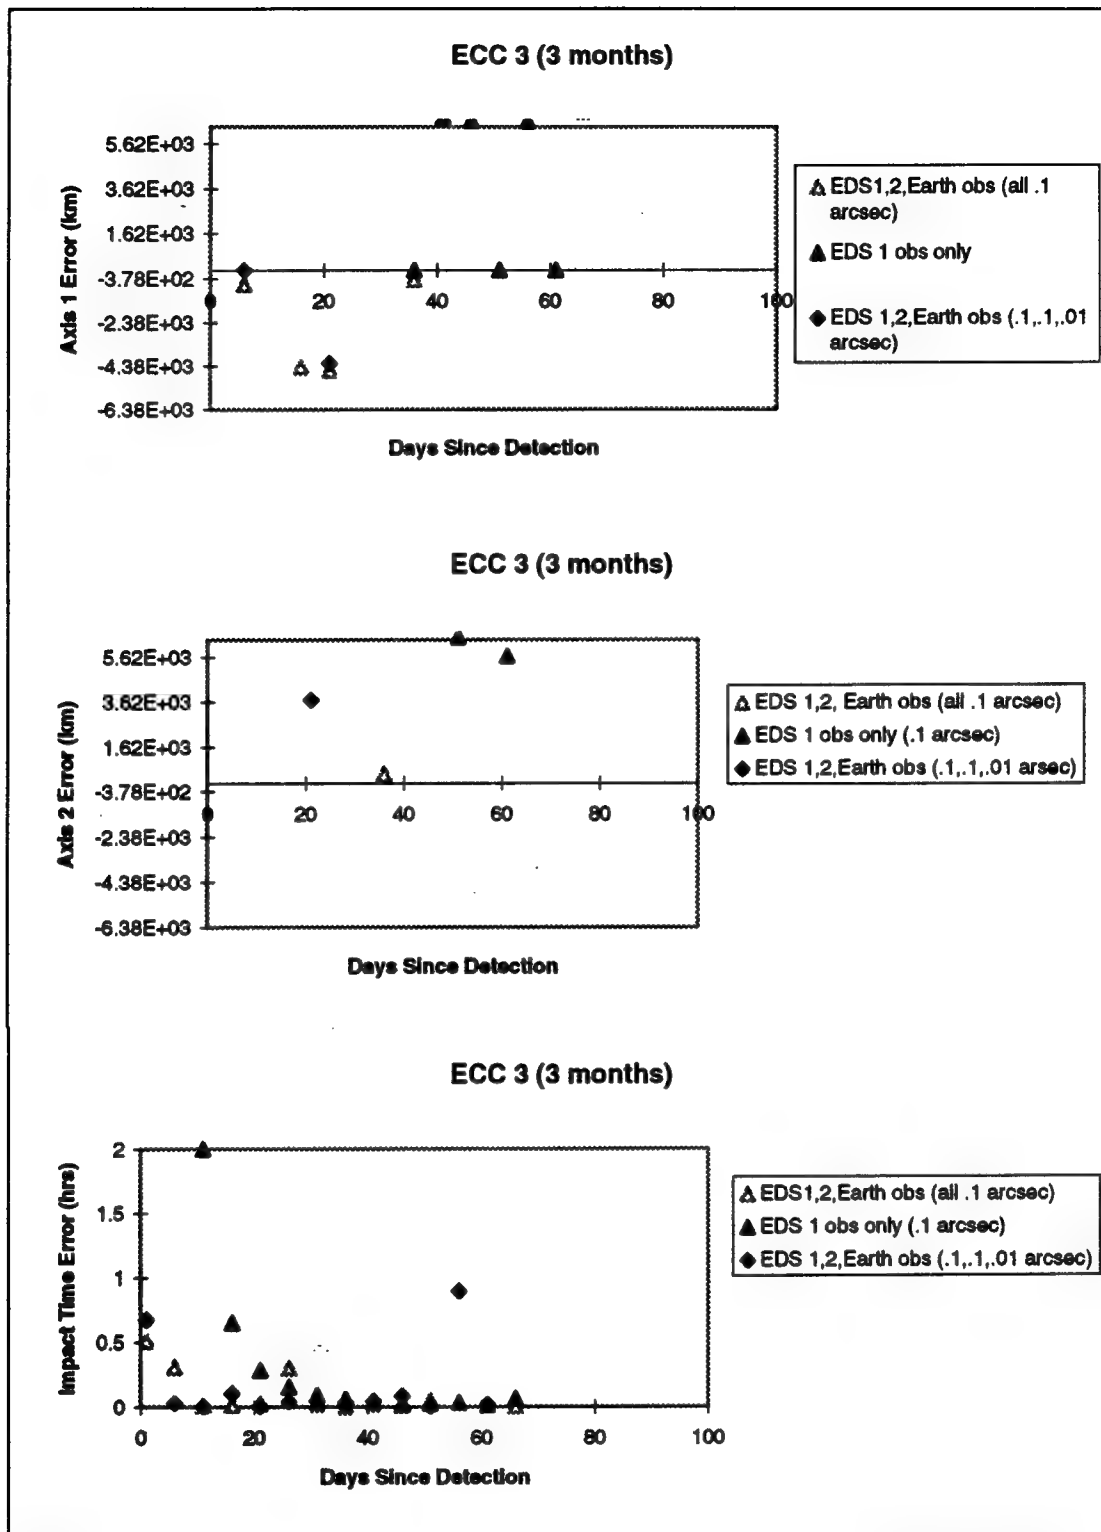 ECC 3 (3 months)
5.62E+03
3.62E+03
1.62E+03
-3.78E+02
-2.38E+03
-4.38E+03
-6.38E+03
Axis 1 Error (km)
0
20
40
60
80
100
Days Since Detection
EDS1,2,Earth obs (all .1
arcsec)
EDS 1 obs only
EDS 1,2,Earth obs (.1,.1,.01
arcsec)
ECC 3 (3 months)
5.62E+03
3.62E+03
1.62E+03
-3.78E+02
-2.38E+03
-4.38E+03
-6.38E+03
Axis 2 Error (km)
0
20
40
60
80
100
Days Since Detection
EDS 1,2, Earth obs (all .1 arcsec)
EDS 1 obs only (.1 arcsec)
EDS 1,2,Earth obs (.1,.1,.01 arsec)
ECC 3 (3 months)
2
1.5
1
0.5
0
Impact Time Error (hrs)
0
20
40
60
80
100
Days Since Detection
EDS1,2,Earth obs (all .1 arcsec)
EDS 1 obs only (.1 arcsec)
EDS 1,2,Earth obs (.1,.1,.01 arcsec)